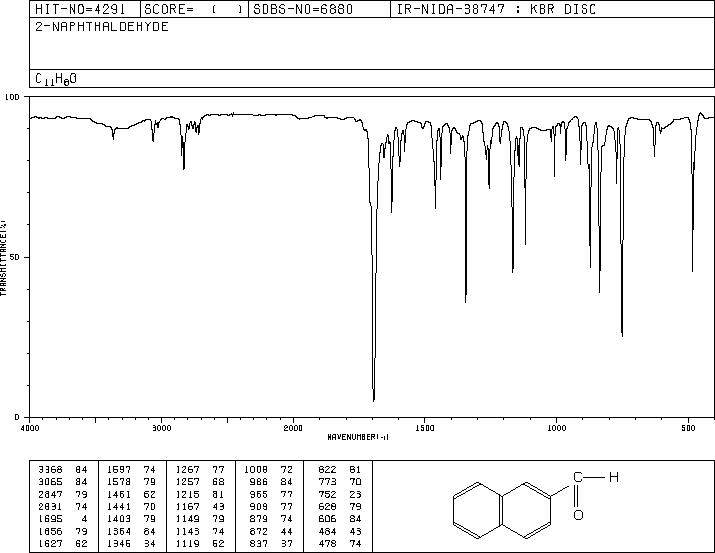 HIT-NO=4291 SCORE= ( ) SDBS-NO=6880 IR-NIDA-38747 : KBR DISC
2-NAPHTHALDEHYDE
C11H8O
100
TRANSMITTANCE(%)
50
0
4000 3000 2000 1500 1000 500
WAVENUMBER(-1)
3368 84 1597 74 1267 77 1008 72 822 81
3065 84 1578 79 1257 68 986 84 773 70
2847 79 1461 62 1215 81 965 77 752 23
2831 74 1441 70 1167 43 909 77 628 79
1695 4 1403 79 1149 79 879 74 606 84
1656 79 1364 84 1143 74 872 44 484 43
1627 62 1346 34 1119 52 837 37 478 74
C H
O